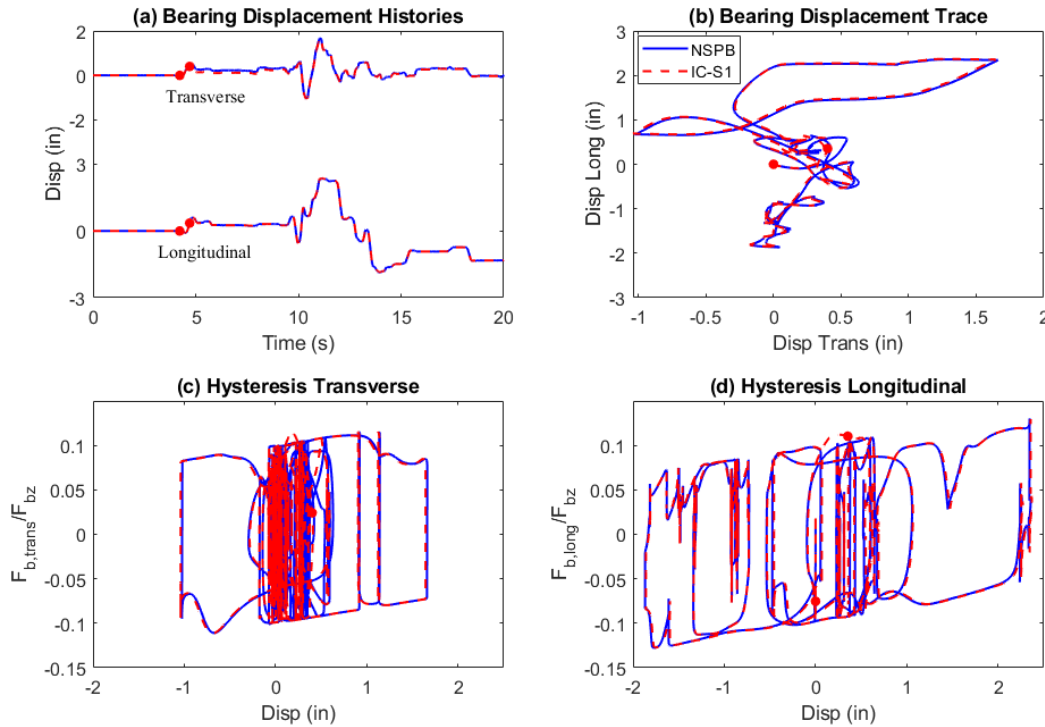 (a) Bearing Displacement Histories
2
0
-2
3
0
-3
Disp (in)
Transverse
Longitudinal
0
5
10
15
20
Time (s)
(b) Bearing Displacement Trace
NSPB
IC-S1
3
2
1
0
-1
-2
-3
Disp Long (in)
-1
-0.5
0
0.5
1
1.5
2
Disp Trans (in)
(c) Hysteresis Transverse
0.1
0.05
0
-0.05
-0.1
-0.15
F_b,trans/F_bz
-2
-1
0
1
2
Disp (in)
(d) Hysteresis Longitudinal
0.1
0.05
0
-0.05
-0.1
-0.15
F_b,long/F_bz
-2
-1
0
1
2
Disp (in)